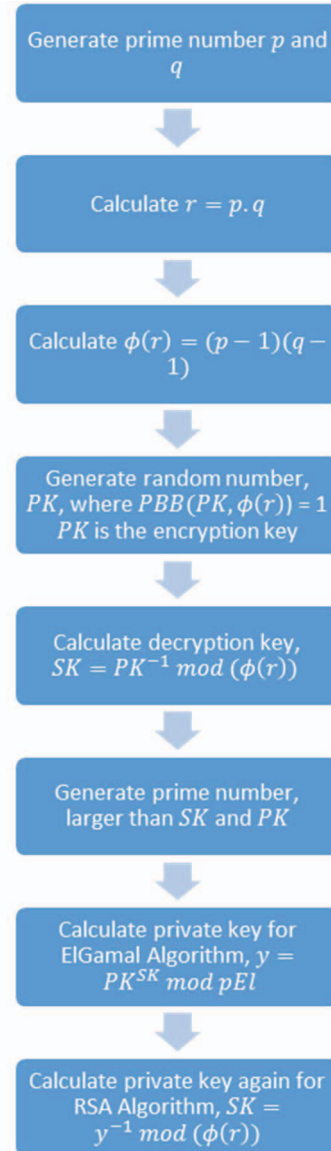 Generate prime number p and
q
Calculate r = p.q
Calculate ϕ(r) = (p − 1)(q −
1)
Generate random number,
PK, where PBB(PK, ϕ(r)) = 1
PK is the encryption key
Calculate decryption key,
SK = PK⁻¹ mod (ϕ(r))
Generate prime number,
larger than SK and PK
Calculate private key for
ElGamal Algorithm, y =
PK^SK mod pEl
Calculate private key again for
RSA Algorithm, SK =
y⁻¹ mod (ϕ(r))